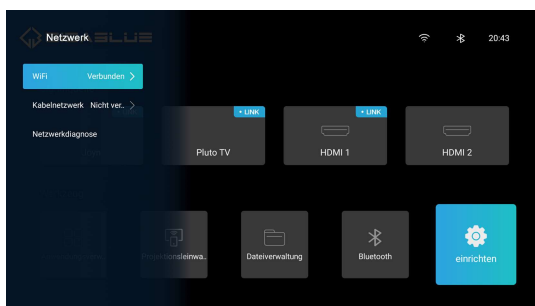 Netzwerk
20:43
WiFi Verbunden
Kabelnetzwerk Nicht ver..
Netzwerkdiagnose
• LINK
• LINK
Pluto TV
HDMI 1
HDMI 2
Dateiverwaltung
Bluetooth
einrichten